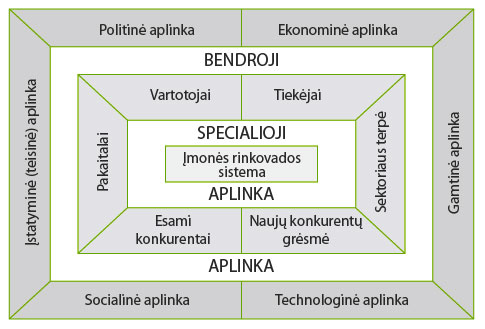 Politinė aplinka
Ekonominė aplinka
BENDROJI
Įstatyminė (teisinė) aplinka
Gamtinė aplinka
Vartotojai
Tiekėjai
Pakaitalai
Sektoriaus terpė
SPECIALIOJI
Įmonės rinkovados
sistema
APLINKA
Esami
konkurentai
Naujų konkurentų
grėsmė
APLINKA
Socialinė aplinka
Technologinė aplinka